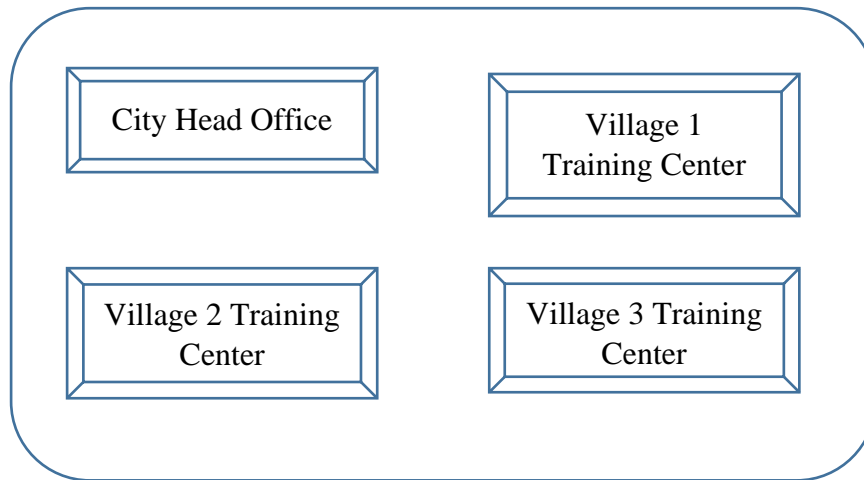 City Head Office
Village 1
Training Center
Village 2 Training
Center
Village 3 Training
Center